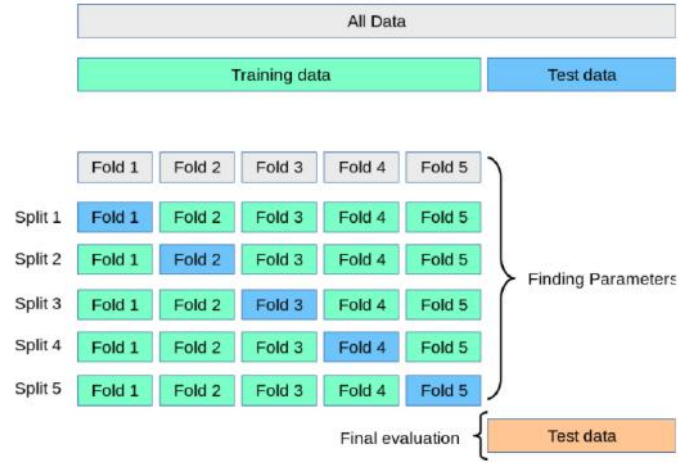 All Data
Training data Test data
Fold 1 Fold 2 Fold 3 Fold 4 Fold 5
Split 1 Fold 1 Fold 2 Fold 3 Fold 4 Fold 5
Split 2 Fold 1 Fold 2 Fold 3 Fold 4 Fold 5
Finding Parameters
Split 3 Fold 1 Fold 2 Fold 3 Fold 4 Fold 5
Split 4 Fold 1 Fold 2 Fold 3 Fold 4 Fold 5
Split 5 Fold 1 Fold 2 Fold 3 Fold 4 Fold 5
Final evaluation Test data